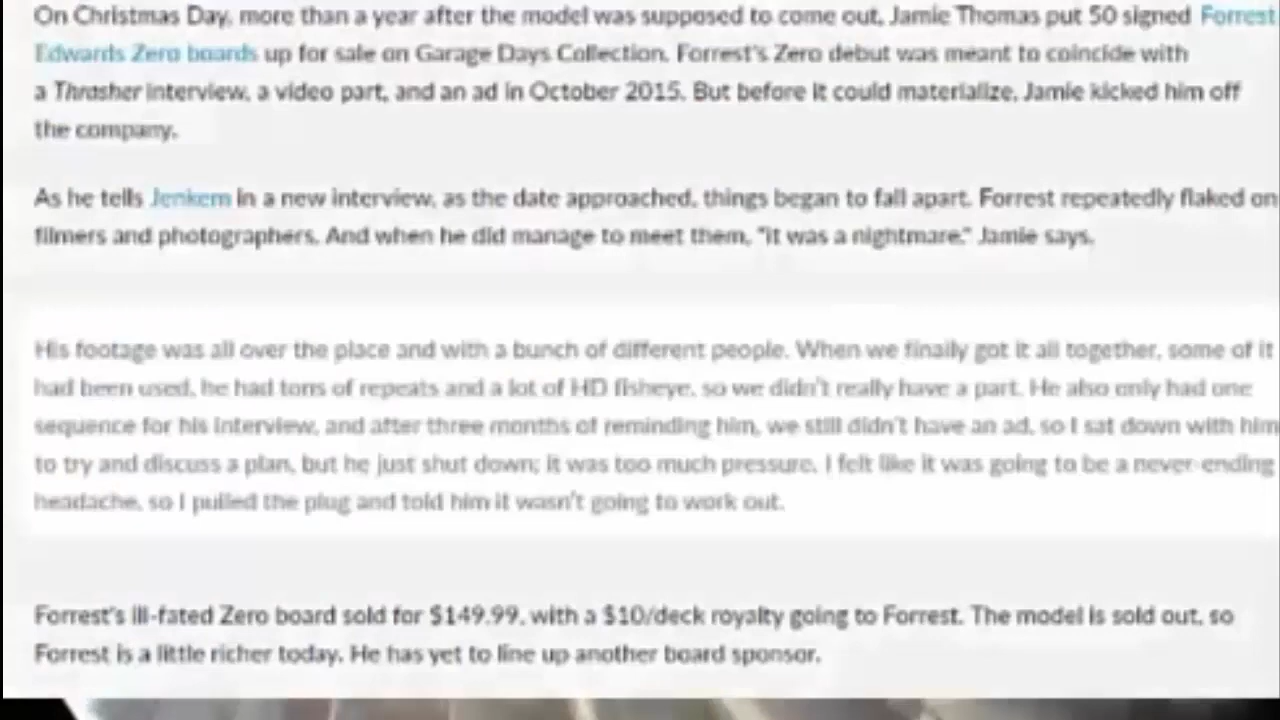 On Christmas Day, more than a year after the model was supposed to come out, Jamie Thomas put 50 signed Forrest
Edwards Zero boards up for sale on Garage Days Collection. Forrest's Zero debut was meant to coincide with
a Thrasher interview, a video part, and an ad in October 2015. But before it could materialize, Jamie kicked him off
the company.
As he tells Jenkem in a new interview, as the date approached, things began to fall apart. Forrest repeatedly flaked on
filmers and photographers. And when he did manage to meet them, "it was a nightmare." Jamie says.
His footage was all over the place and with a bunch of different people. When we finally got it all together, some of it
had been used, he had tons of repeats and a lot of HD fisheye, so we didn't really have a part. He also only had one
sequence for his interview, and after three months of reminding him, we still didn't have an ad, so I sat down with him
to try and discuss a plan, but he just shut down; it was too much pressure. I felt like it was going to be a never-ending
headache, so I pulled the plug and told him it wasn't going to work out.
Forrest's ill-fated Zero board sold for $149.99, with a $10/deck royalty going to Forrest. The model is sold out, so
Forrest is a little richer today. He has yet to line up another board sponsor.